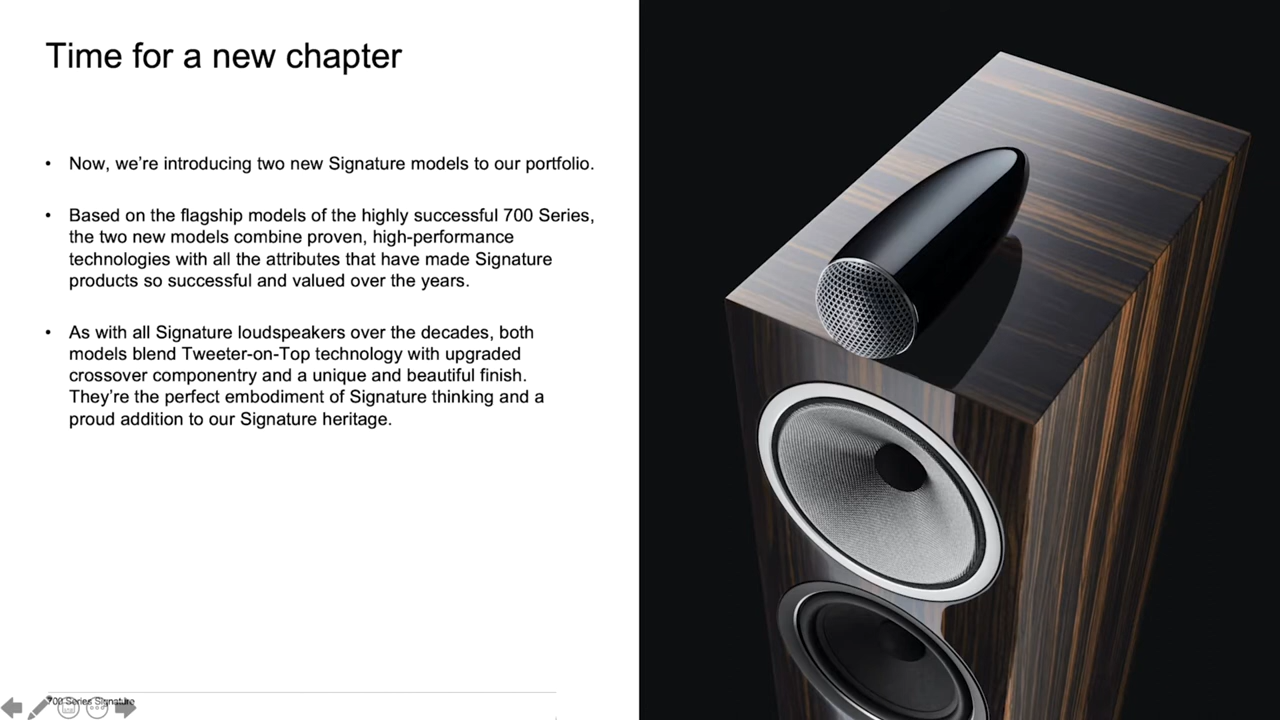 Time for a new chapter
• Now, we’re introducing two new Signature models to our portfolio.
• Based on the flagship models of the highly successful 700 Series,
the two new models combine proven, high-performance
technologies with all the attributes that have made Signature
products so successful and valued over the years.
• As with all Signature loudspeakers over the decades, both
models blend Tweeter-on-Top technology with upgraded
crossover componentry and a unique and beautiful finish.
They’re the perfect embodiment of Signature thinking and a
proud addition to our Signature heritage.
700 Series Signature